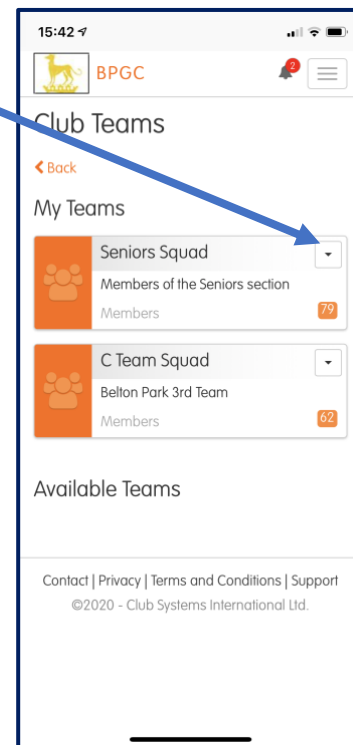 15:42
BPGC
2
Club Teams
Back
My Teams
Seniors Squad
Members of the Seniors section
Members 79
C Team Squad
Belton Park 3rd Team
Members 62
Available Teams
Contact | Privacy | Terms and Conditions | Support
©2020 - Club Systems International Ltd.